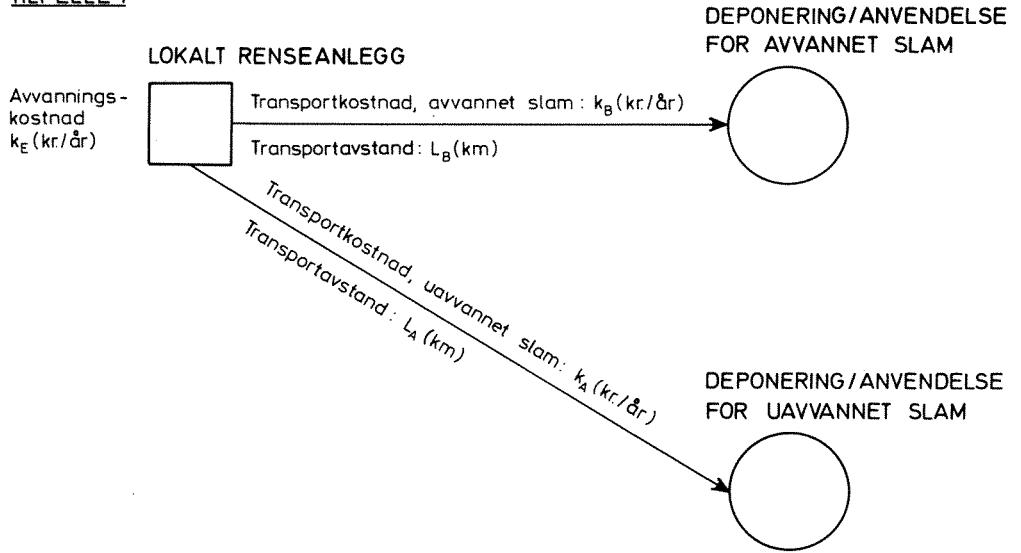 DEPONERING/ANVENDELSE
FOR AVVANNET SLAM
LOKALT RENSEANLEGG
Avvannings-
kostnad
k_E (kr./år)
Transportkostnad, avvannet slam : k_B (kr./år)
Transportavstand : L_B (km)
Transportkostnad, uavvannet slam: k_A (kr./år)
Transportavstand : L_A (km)
DEPONERING/ANVENDELSE
FOR UAVVANNET SLAM